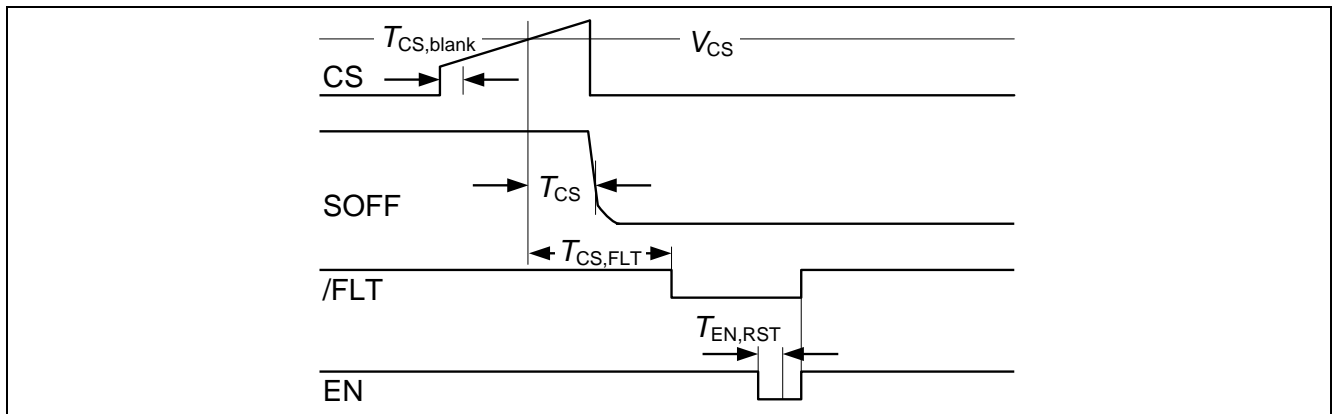 TCS,blank
VCS
CS
TCS
SOFF
TCS,FLT
/FLT
TEN,RST
EN